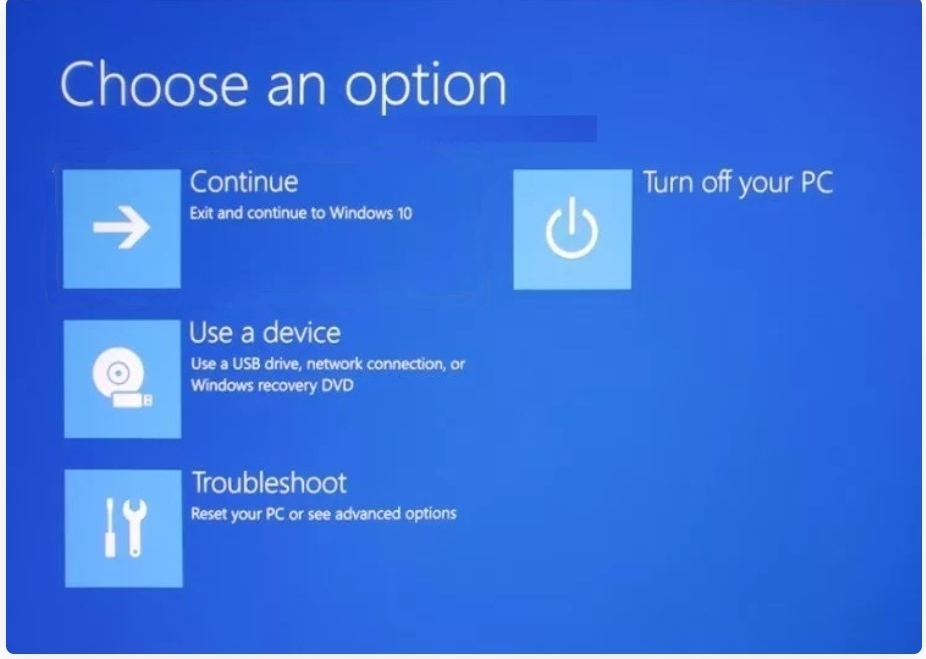 Choose an option
Continue
Exit and continue to Windows 10
Turn off your PC
Use a device
Use a USB drive, network connection, or
Windows recovery DVD
Troubleshoot
Reset your PC or see advanced options